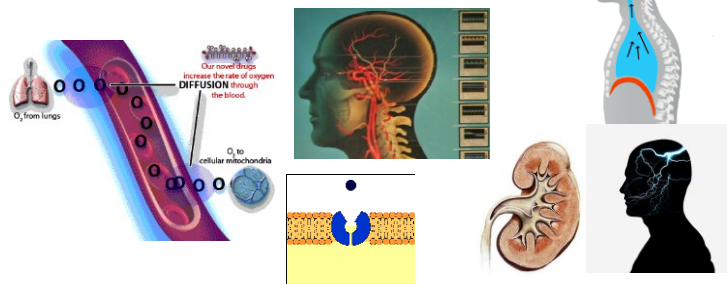 Our novel drugs
increase the rate of oxygen
DIFFUSION through
the blood.
O O O O
O
O
O
O
O O O O
O2 from lungs
O2 to
cellular mitochondria